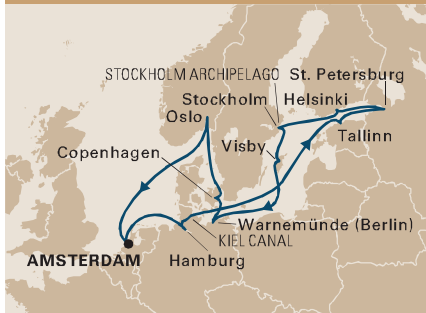 STOCKHOLM ARCHIPELAGO
St. Petersburg
Stockholm
Helsinki
Oslo
Tallinn
Visby
Copenhagen
Warnemünde (Berlin)
KIEL CANAL
AMSTERDAM
Hamburg